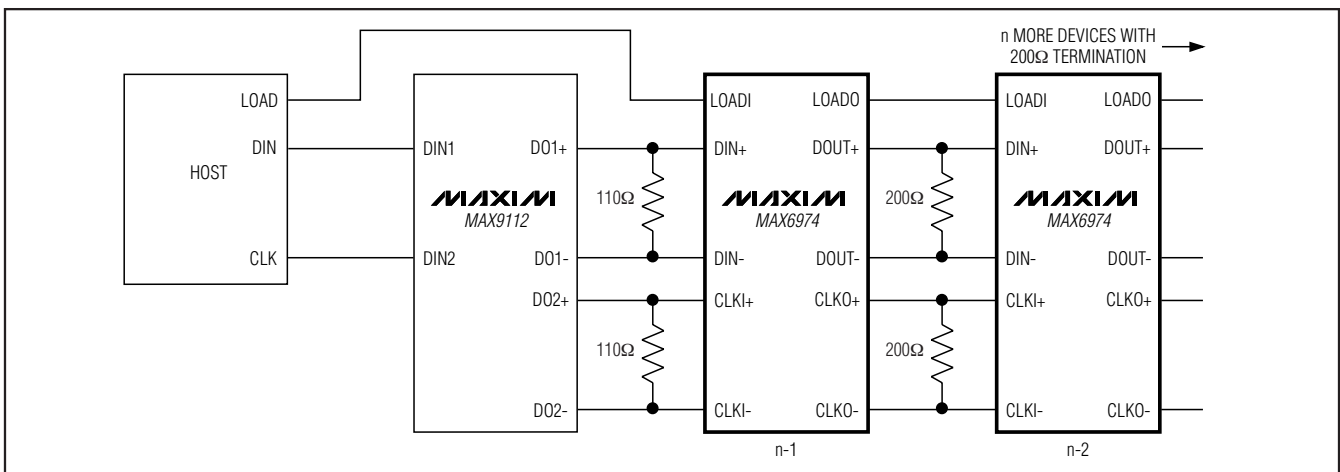 n MORE DEVICES WITH
200Ω TERMINATION
HOST
LOAD
DIN
CLK
DIN1
DIN2
MAXIM
MAX9112
DO1+
DO1-
DO2+
DO2-
110Ω
110Ω
LOADI
LOADO
DIN+
DOUT+
MAXIM
MAX6974
DIN-
DOUT-
CLKI+
CLKO+
CLKI-
CLKO-
n-1
200Ω
200Ω
LOADI
LOADO
DIN+
DOUT+
MAXIM
MAX6974
DIN-
DOUT-
CLKI+
CLKO+
CLKI-
CLKO-
n-2